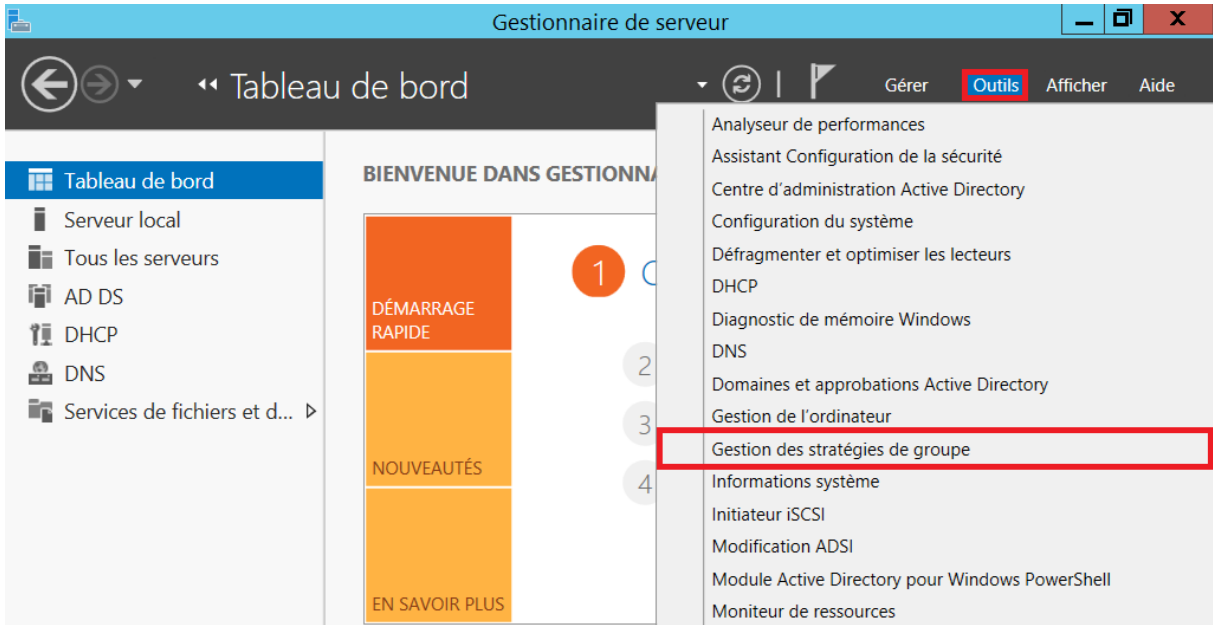 Gestionnaire de serveur
Tableau de bord
Gérer
Outils
Afficher
Aide
Tableau de bord
Serveur local
Tous les serveurs
AD DS
DHCP
DNS
Services de fichiers et d...
BIENVENUE DANS GESTIONNA
DÉMARRAGE
RAPIDE
NOUVEAUTÉS
EN SAVOIR PLUS
1
2
3
4
Analyseur de performances
Assistant Configuration de la sécurité
Centre d'administration Active Directory
Configuration du système
Défragmenter et optimiser les lecteurs
DHCP
Diagnostic de mémoire Windows
DNS
Domaines et approbations Active Directory
Gestion de l'ordinateur
Gestion des stratégies de groupe
Informations système
Initiateur iSCSI
Modification ADSI
Module Active Directory pour Windows PowerShell
Moniteur de ressources